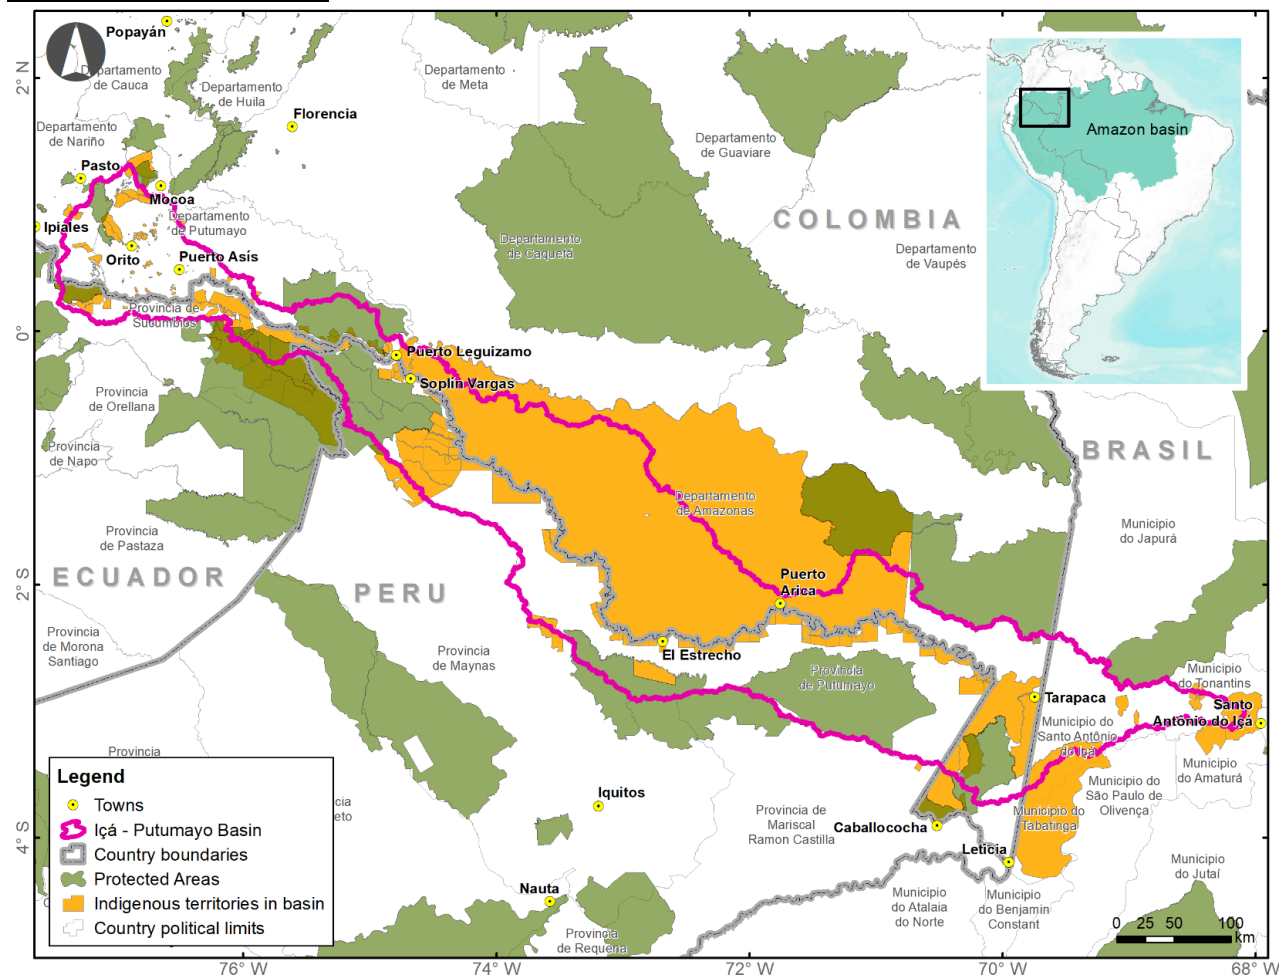 Popayán
Departamento
de Cauca
Departamento
de Huila
Departamento
de Meta
Florencia
Departamento
de Nariño
Departamento
de Guaviare
Amazon basin
2° N
Pasto
Mocoa
Departamento
de Putumayo
Ipiales
Orito
Puerto Asís
Departamento
de Caquetá
COLOMBIA
Departamento
de Vaupés
Provincia de
Sucumbios
0°
Puerto Leguizamo
Soplín Vargas
Provincia
de Orellana
Provincia
de Napo
BRASIL
Departamento
de Amazonas
Provincia
de Pastaza
Municipio
do Japurá
ECUADOR
PERU
Puerto
Arica
2° S
Provincia
de Morona
Santiago
Provincia
de Maynas
El Estrecho
Provincia
de Putumayo
Municipio
do Tonantins
Tarapaca
Santo
Antônio do Içá
Municipio do
Santo Antônio
do Içá
Provincia
Municipio
do Amaturá
Municipio do
São Paulo de
Olivença
Iquitos
Provincia de
Mariscal
Ramon Castilla
Municipio do
Tabatinga
Caballococha
Leticia
4° S
Municipio
do Jutaí
Nauta
Municipio
do Atalaia
do Norte
Municipio
do Benjamin
Constant
Provincia
de Requena
cia
eto
Legend
Towns
Içá - Putumayo Basin
Country boundaries
Protected Areas
Indigenous territories in basin
Country political limits
0 25 50 100
km
76° W 74° W 72° W 70° W 68° W